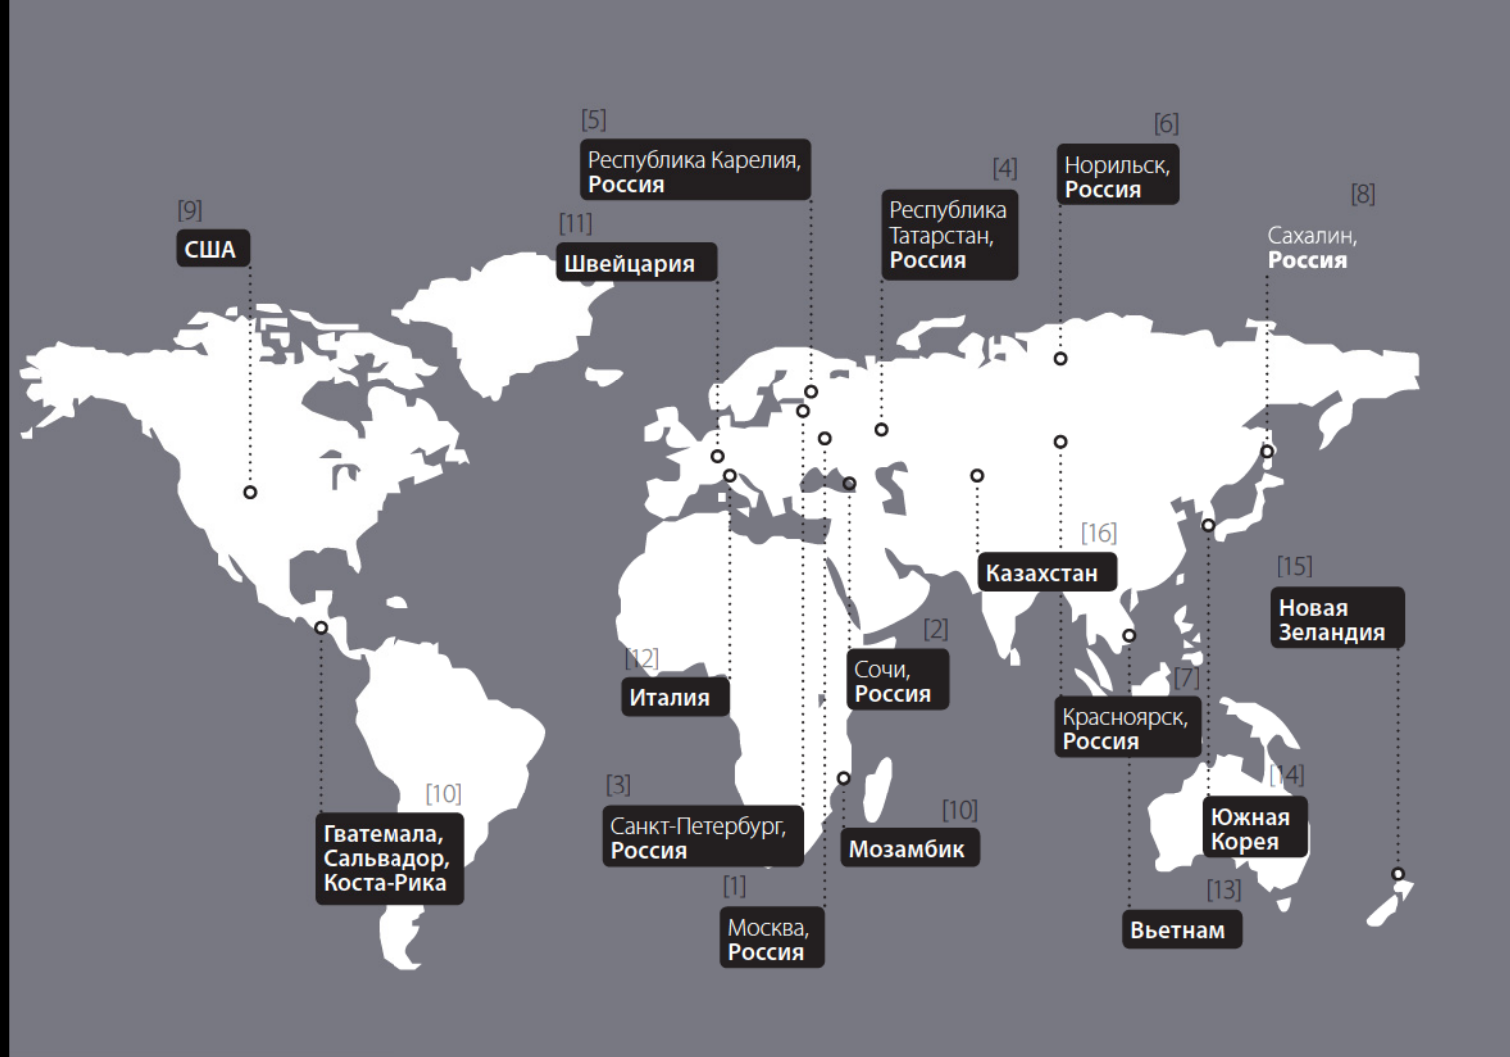 [5]
Республика Карелия,
Россия
[6]
Норильск,
Россия
[4]
Республика
Татарстан,
Россия
[8]
Сахалин,
Россия
[9]
США
[11]
Швейцария
[16]
Казахстан
[15]
Новая
Зеландия
[2]
Сочи,
Россия
[12]
Италия
[7]
Красноярск,
Россия
[14]
Южная
Корея
[3]
Санкт-Петербург,
Россия
[10]
Гватемала,
Сальвадор,
Коста-Рика
[10]
Мозамбик
[1]
Москва,
Россия
[13]
Вьетнам